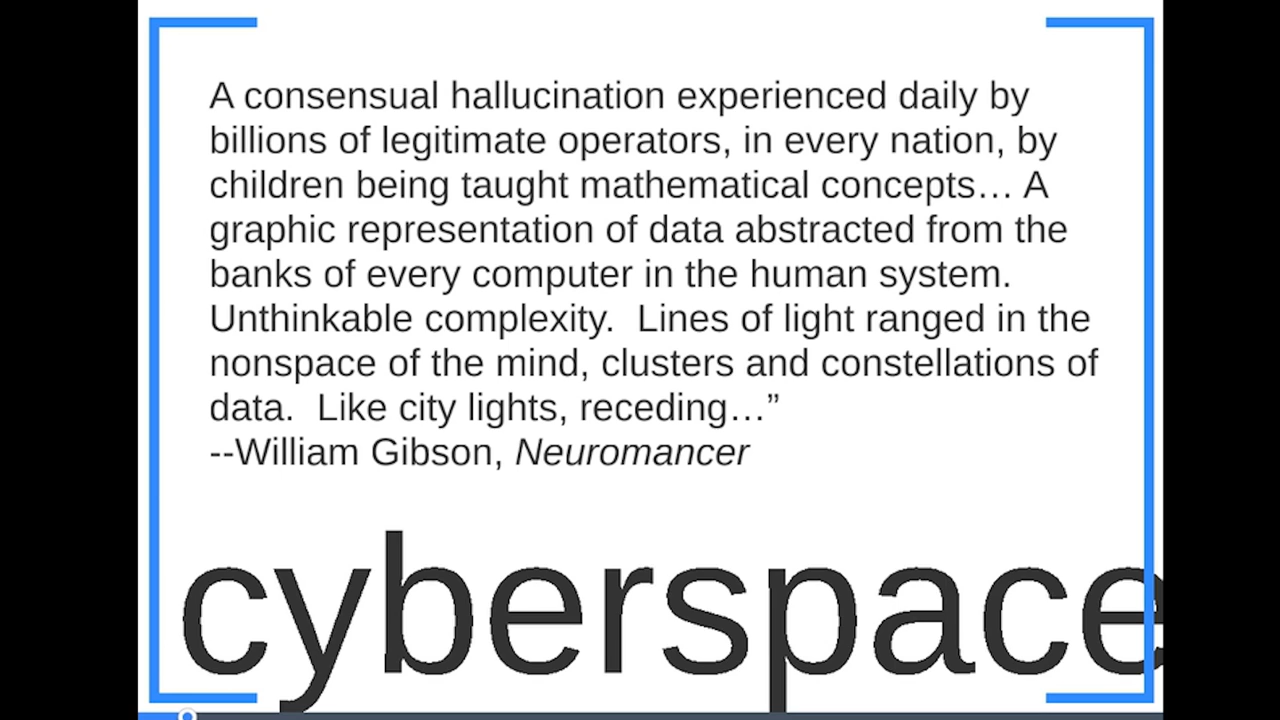 A consensual hallucination experienced daily by
billions of legitimate operators, in every nation, by
children being taught mathematical concepts… A
graphic representation of data abstracted from the
banks of every computer in the human system.
Unthinkable complexity.  Lines of light ranged in the
nonspace of the mind, clusters and constellations of
data.  Like city lights, receding…”
--William Gibson, Neuromancer
cyberspace